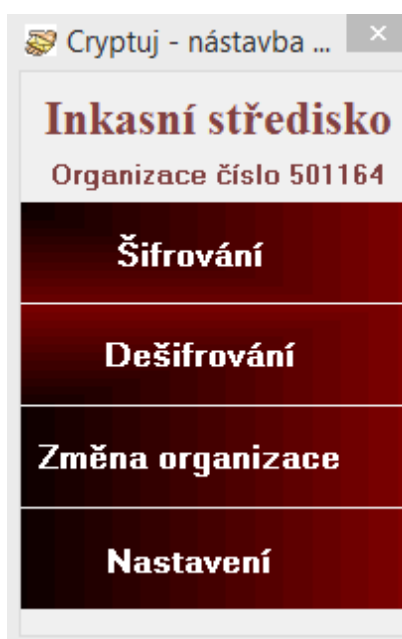 Cryptuj - nástavba ...
Inkasní středisko
Organizace číslo 501164
Šifrování
Dešifrování
Změna organizace
Nastavení